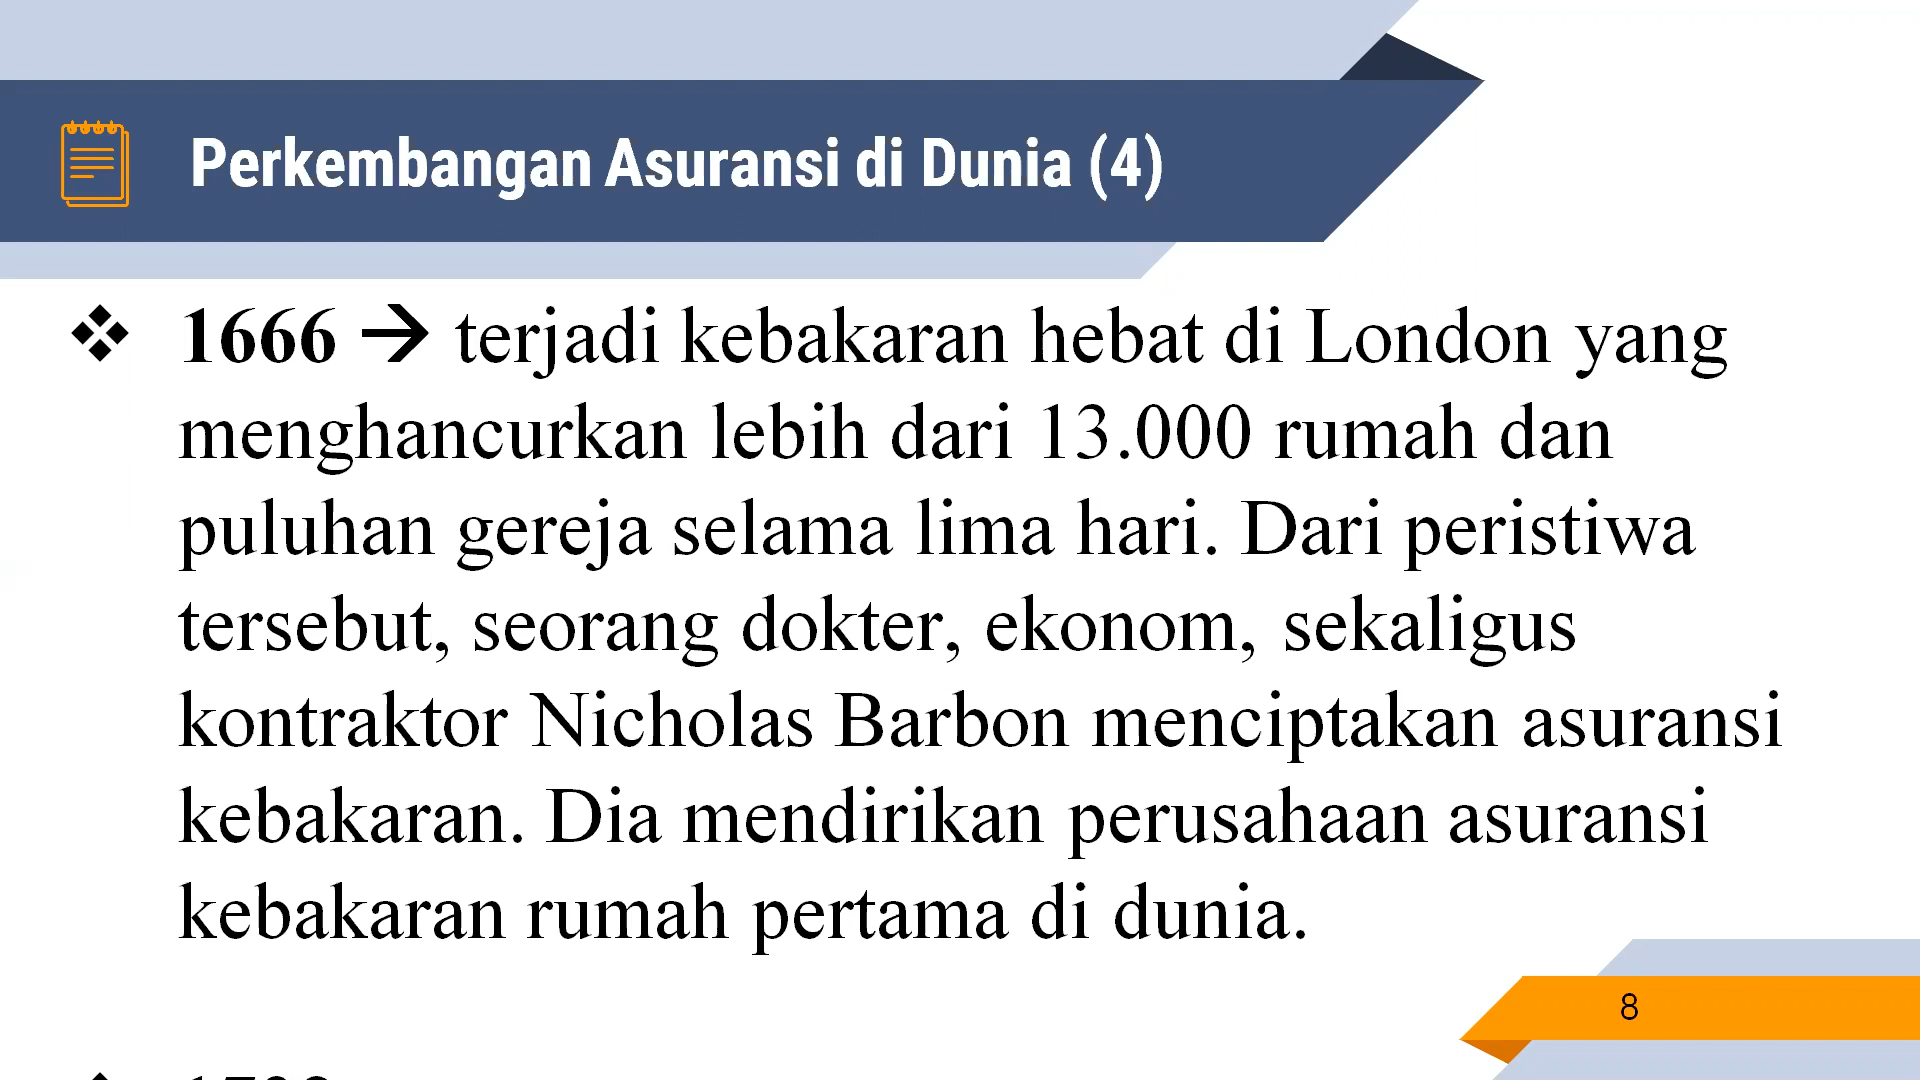 Perkembangan Asuransi di Dunia (4)
❖ 1666 → terjadi kebakaran hebat di London yang
menghancurkan lebih dari 13.000 rumah dan
puluhan gereja selama lima hari. Dari peristiwa
tersebut, seorang dokter, ekonom, sekaligus
kontraktor Nicholas Barbon menciptakan asuransi
kebakaran. Dia mendirikan perusahaan asuransi
kebakaran rumah pertama di dunia.
8